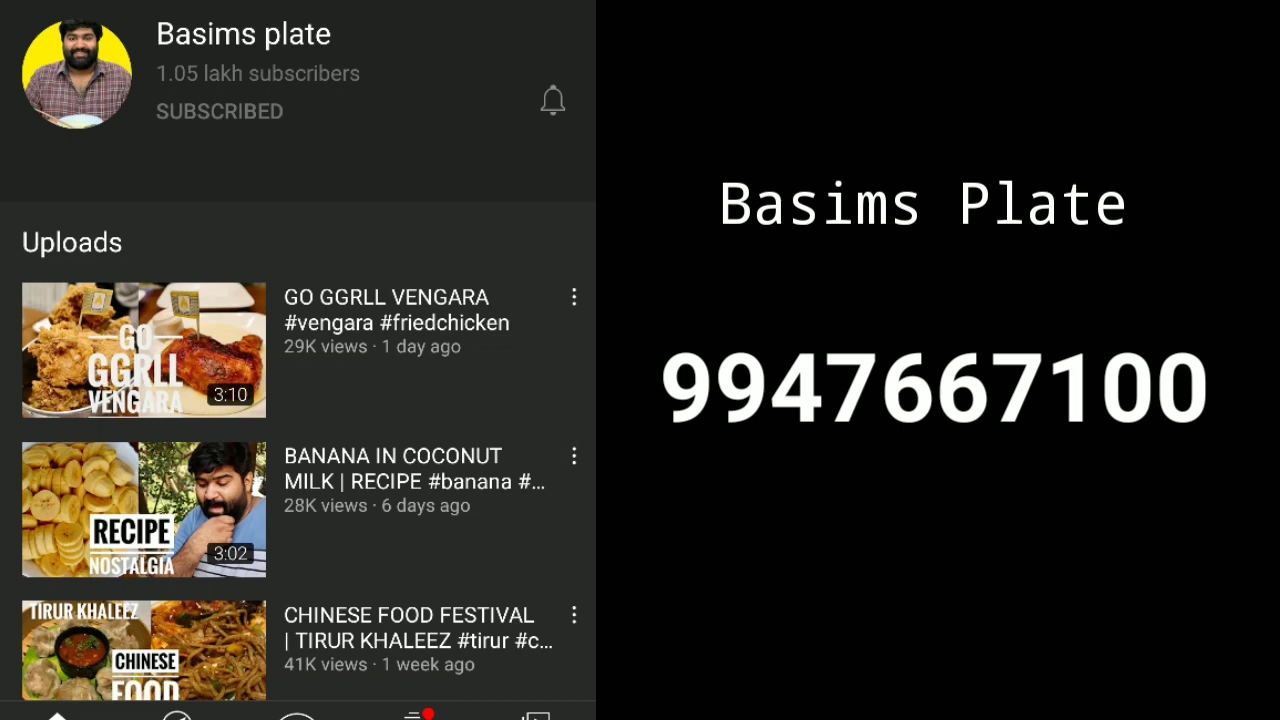 Basims plate
1.05 lakh subscribers
SUBSCRIBED
Uploads
GO
GGRLL
VENGARA
3:10
GO GGRLL VENGARA
#vengara #friedchicken
29K views · 1 day ago
RECIPE
NOSTALGIA
3:02
BANANA IN COCONUT
MILK | RECIPE #banana #...
28K views · 6 days ago
TIRUR KHALEEZ
CHINESE
FOOD
CHINESE FOOD FESTIVAL
| TIRUR KHALEEZ #tirur #c...
41K views · 1 week ago
Basims Plate
9947667100